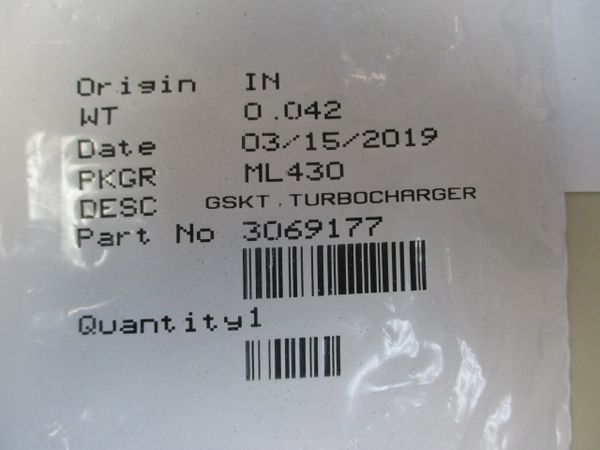 Origin IN
WT 0.042
Date 03/15/2019
PKGR ML430
DESC GSKT , TURBOCHARGER
Part No 3069177
Quantity1